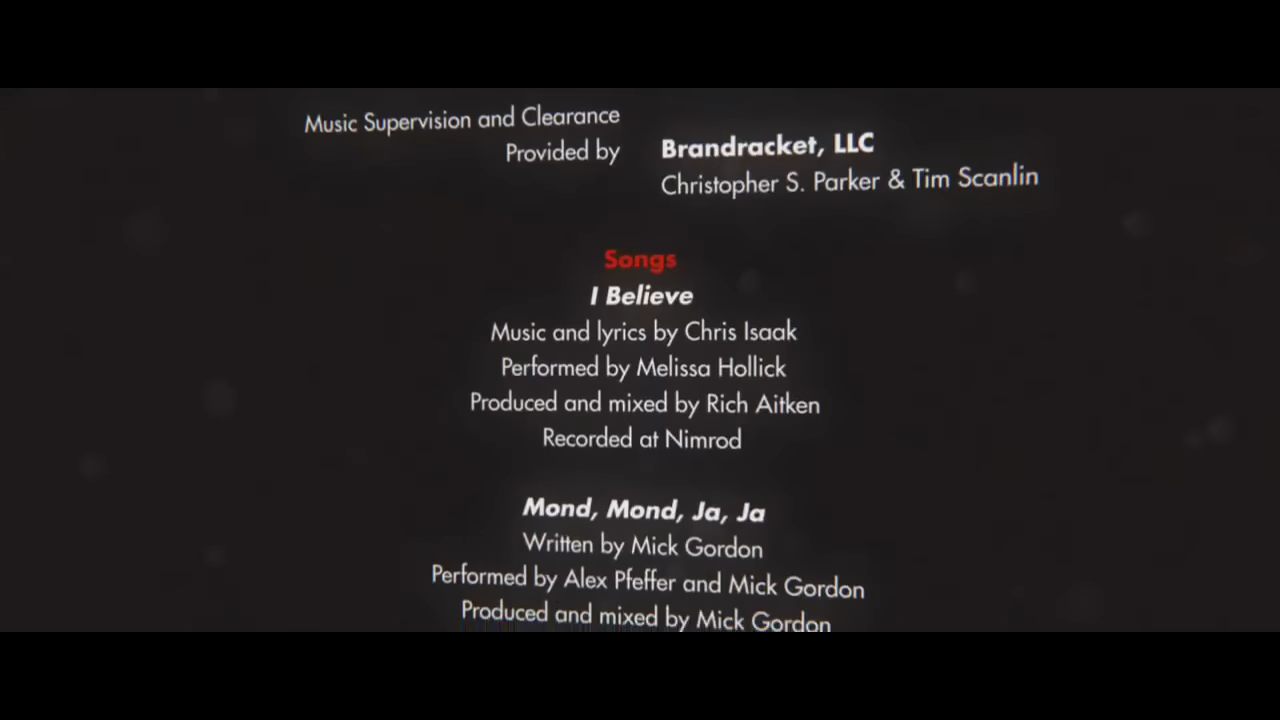 Music Supervision and Clearance
Provided by
Brandracket, LLC
Christopher S. Parker & Tim Scanlin
Songs
I Believe
Music and lyrics by Chris Isaak
Performed by Melissa Hollick
Produced and mixed by Rich Aitken
Recorded at Nimrod
Mond, Mond, Ja, Ja
Written by Mick Gordon
Performed by Alex Pfeffer and Mick Gordon
Produced and mixed by Mick Gordon